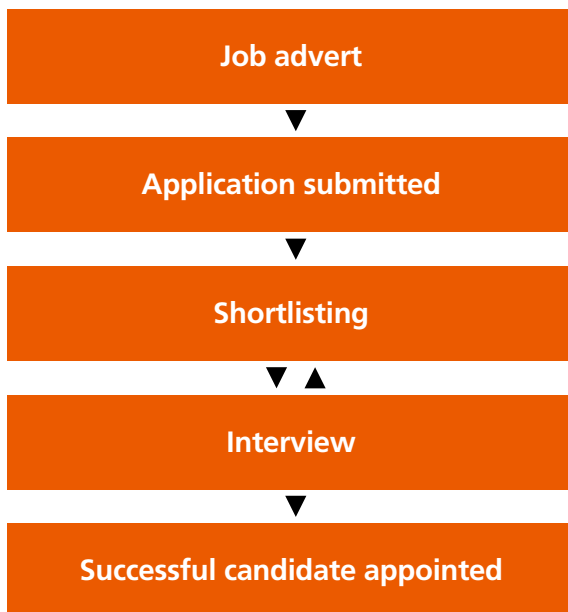 Job advert
Application submitted
Shortlisting
Interview
Successful candidate appointed